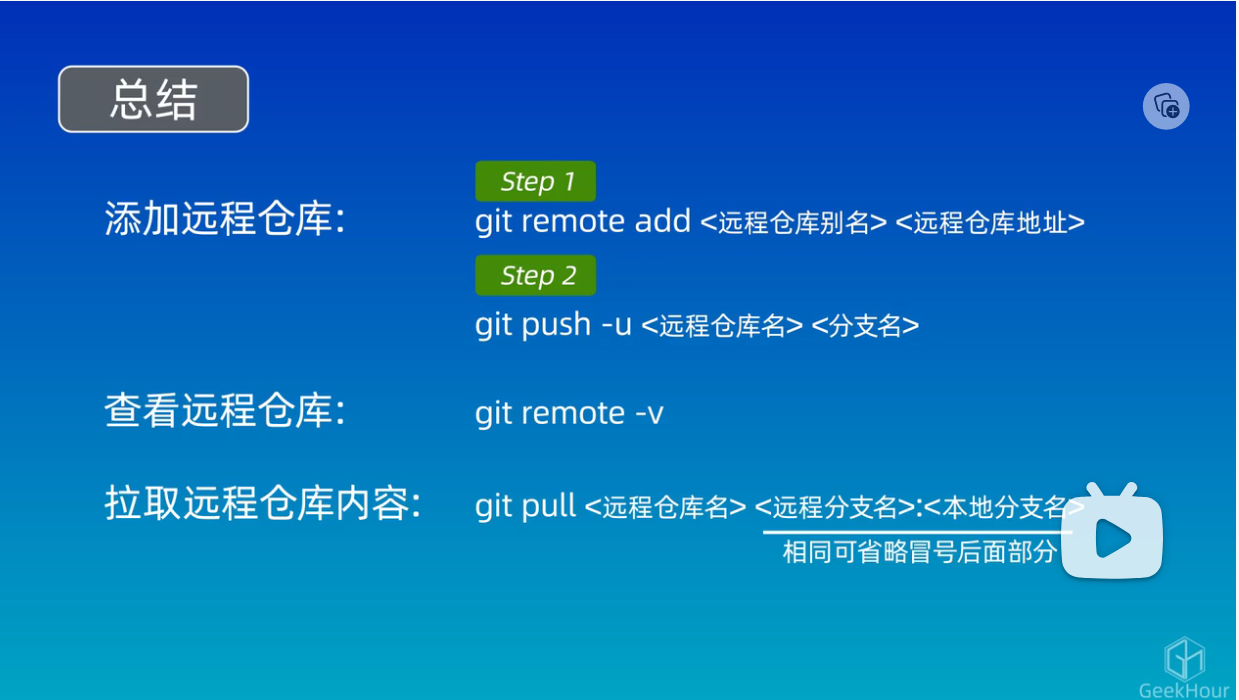 总结
Step 1
添加远程仓库: git remote add <远程仓库别名> <远程仓库地址>
Step 2
git push -u <远程仓库名> <分支名>
查看远程仓库: git remote -v
拉取远程仓库内容: git pull <远程仓库名> <远程分支名>:<本地分支名>
相同可省略冒号后面部分
GeekHour